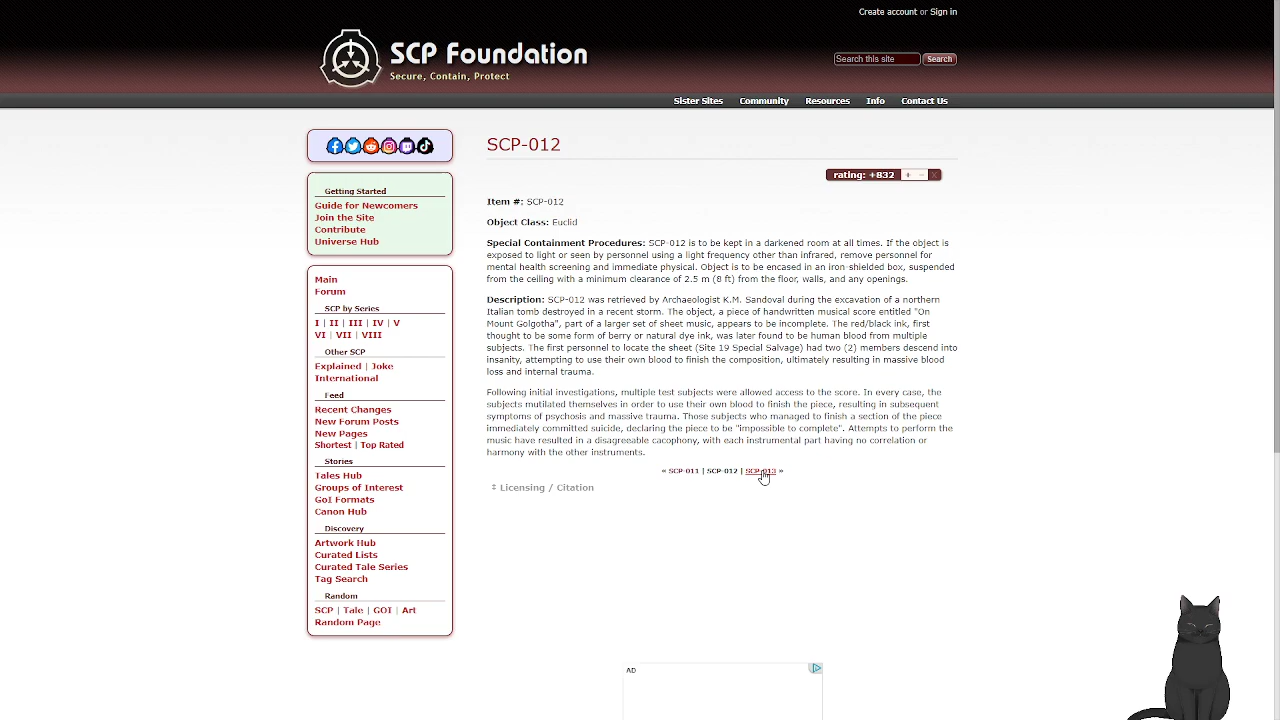 Create account or Sign in
SCP Foundation
Secure, Contain, Protect
Search this site
Search
Sister Sites
Community
Resources
Info
Contact Us
Getting Started
Guide for Newcomers
Join the Site
Contribute
Universe Hub
Main
Forum
SCP by Series
I | II | III | IV | V
VI | VII | VIII
Other SCP
Explained | Joke
International
Feed
Recent Changes
New Forum Posts
New Pages
Shortest | Top Rated
Stories
Tales Hub
Groups of Interest
GoI Formats
Canon Hub
Discovery
Artwork Hub
Curated Lists
Curated Tale Series
Tag Search
Random
SCP | Tale | GOI | Art
Random Page
SCP-012
rating: +832 + − X
Item #: SCP-012
Object Class: Euclid
Special Containment Procedures: SCP-012 is to be kept in a darkened room at all times. If the object is
exposed to light or seen by personnel using a light frequency other than infrared, remove personnel for
mental health screening and immediate physical. Object is to be encased in an iron-shielded box, suspended
from the ceiling with a minimum clearance of 2.5 m (8 ft) from the floor, walls, and any openings.
Description: SCP-012 was retrieved by Archaeologist K.M. Sandoval during the excavation of a northern
Italian tomb destroyed in a recent storm. The object, a piece of handwritten musical score entitled "On
Mount Golgotha", part of a larger set of sheet music, appears to be incomplete. The red/black ink, first
thought to be some form of berry or natural dye ink, was later found to be human blood from multiple
subjects. The first personnel to locate the sheet (Site 19 Special Salvage) had two (2) members descend into
insanity, attempting to use their own blood to finish the composition, ultimately resulting in massive blood
loss and internal trauma.
Following initial investigations, multiple test subjects were allowed access to the score. In every case, the
subjects mutilated themselves in order to use their own blood to finish the piece, resulting in subsequent
symptoms of psychosis and massive trauma. Those subjects who managed to finish a section of the piece
immediately committed suicide, declaring the piece to be "impossible to complete". Attempts to perform the
music have resulted in a disagreeable cacophony, with each instrumental part having no correlation or
harmony with the other instruments.
« SCP-011 | SCP-012 | SCP-013 »
‡ Licensing / Citation
AD